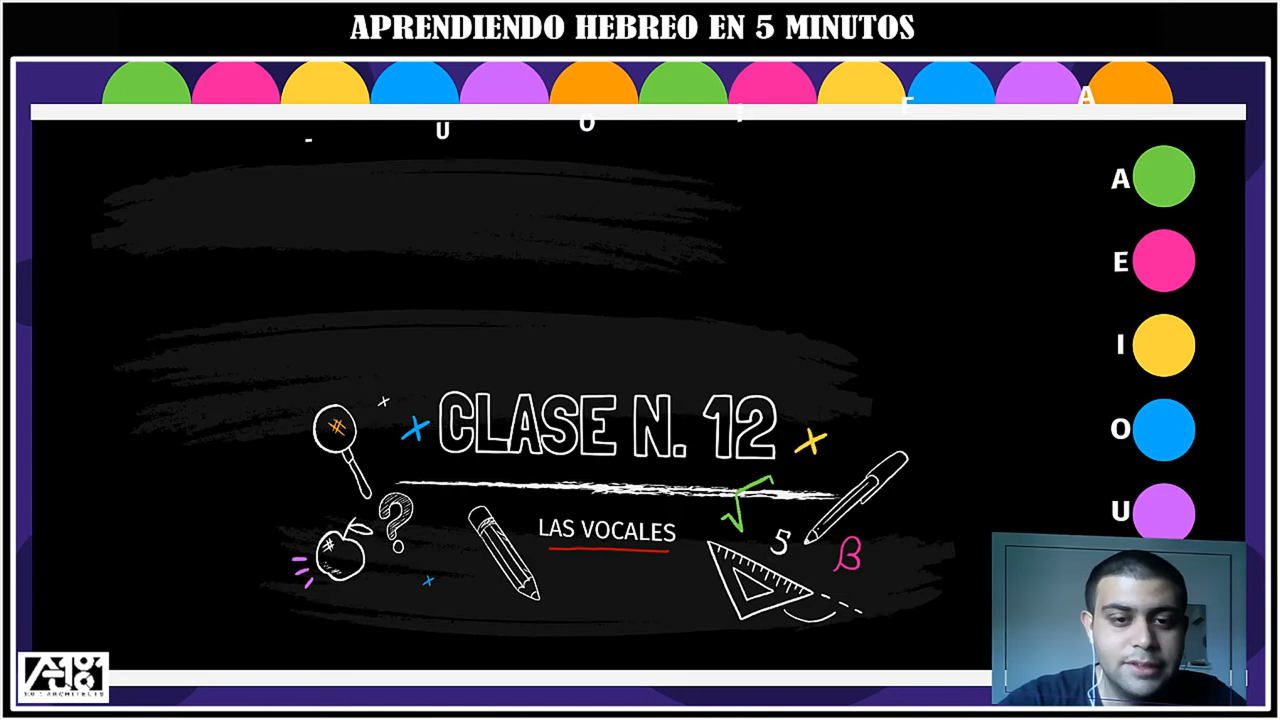 APRENDIENDO HEBREO EN 5 MINUTOS
- U O I E A
A
E
I
O
U
CLASE N. 12
LAS VOCALES
5
β